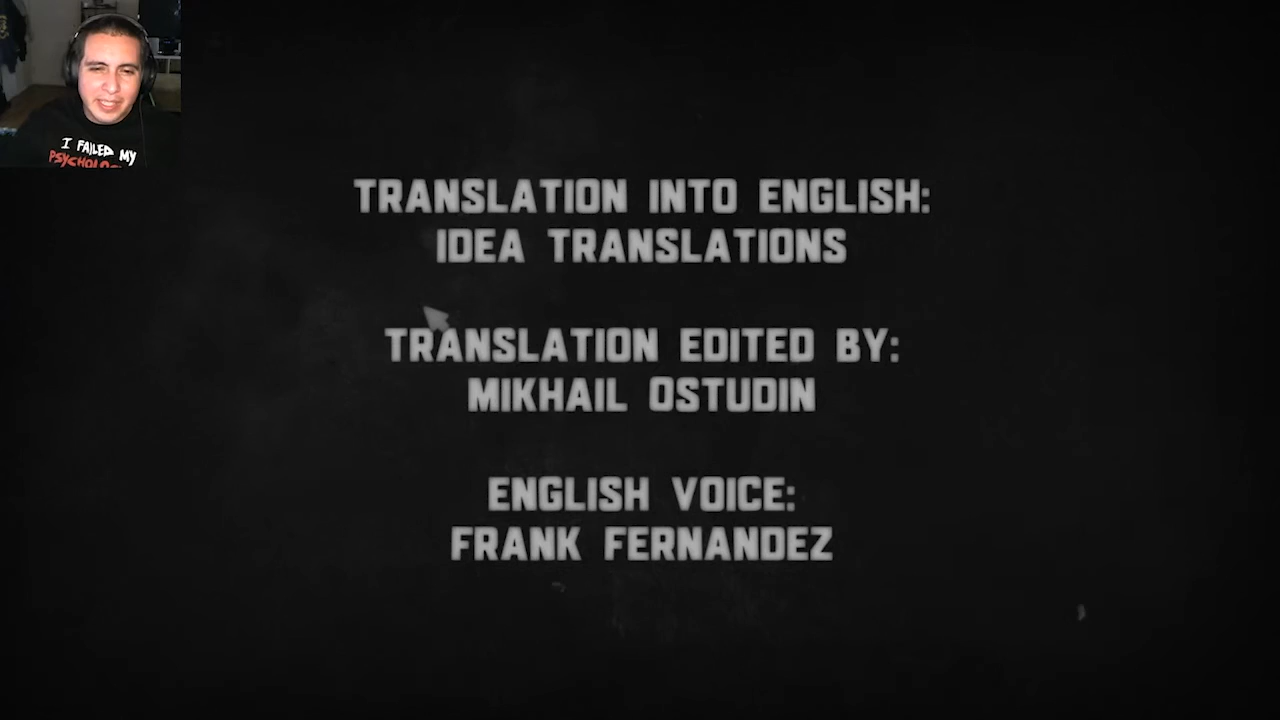 I FAILED MY
TRANSLATION INTO ENGLISH:
IDEA TRANSLATIONS
TRANSLATION EDITED BY:
MIKHAIL OSTUDIN
ENGLISH VOICE:
FRANK FERNANDEZ